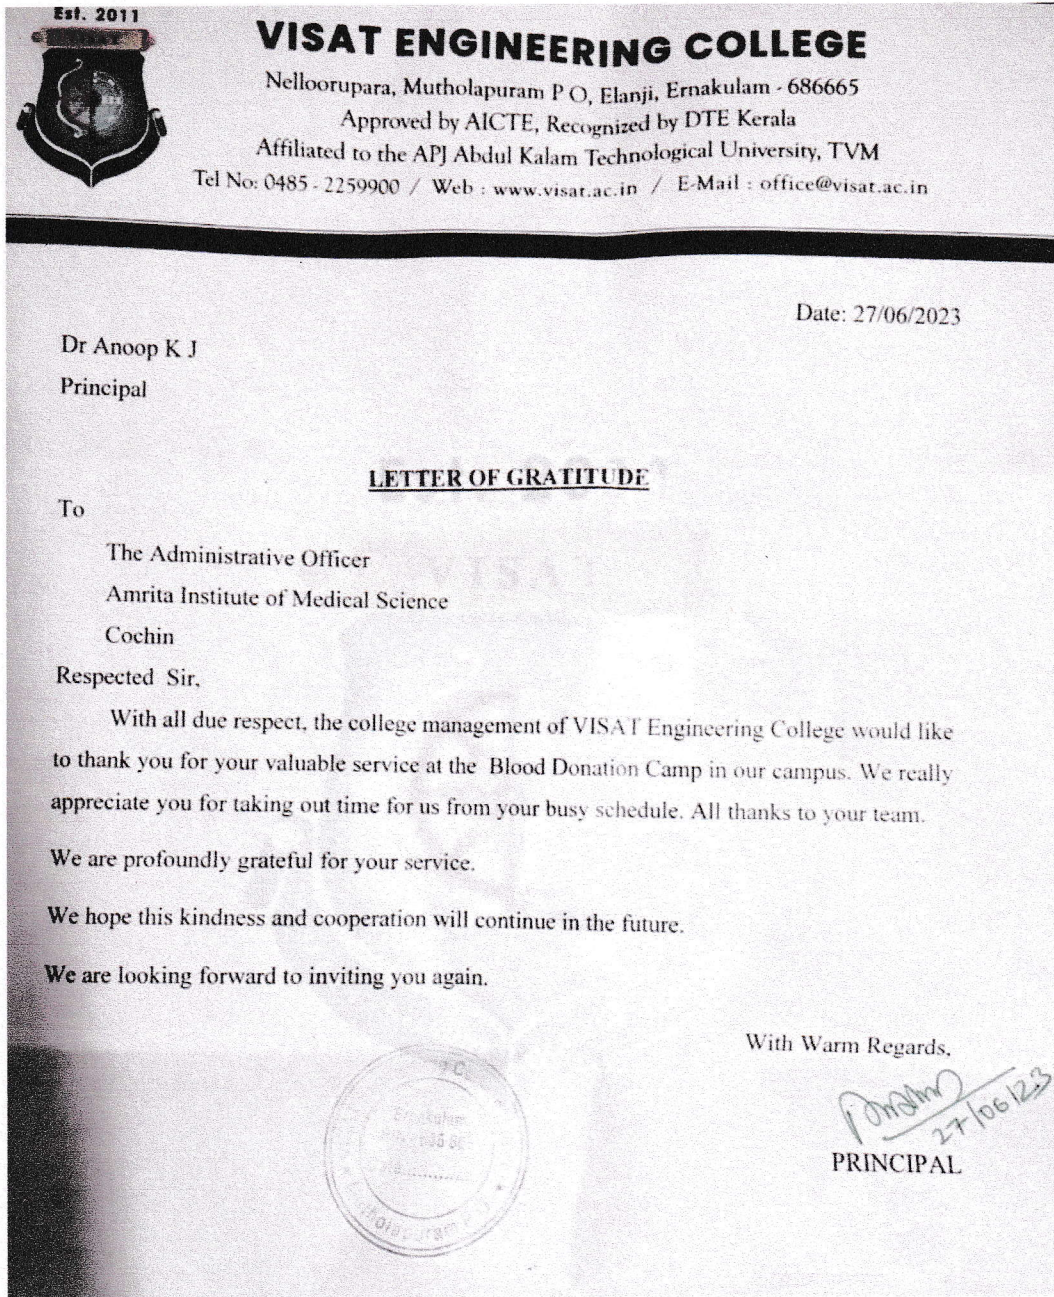 Est. 2011
VISAT
VISAT ENGINEERING COLLEGE
Nelloorupara, Mutholapuram P O, Elanji, Ernakulam - 686665
Approved by AICTE, Recognized by DTE Kerala
Affiliated to the APJ Abdul Kalam Technological University, TVM
Tel No: 0485 - 2259900 / Web : www.visat.ac.in / E-Mail : office@visat.ac.in
Date: 27/06/2023
Dr Anoop K J
Principal
LETTER OF GRATITUDE
To
The Administrative Officer
Amrita Institute of Medical Science
Cochin
Respected Sir,
With all due respect, the college management of VISAT Engineering College would like
to thank you for your valuable service at the Blood Donation Camp in our campus. We really
appreciate you for taking out time for us from your busy schedule. All thanks to your team.
We are profoundly grateful for your service.
We hope this kindness and cooperation will continue in the future.
We are looking forward to inviting you again.
With Warm Regards,
27/06/23
PRINCIPAL
Ernakulam
Mutholapuram P.O